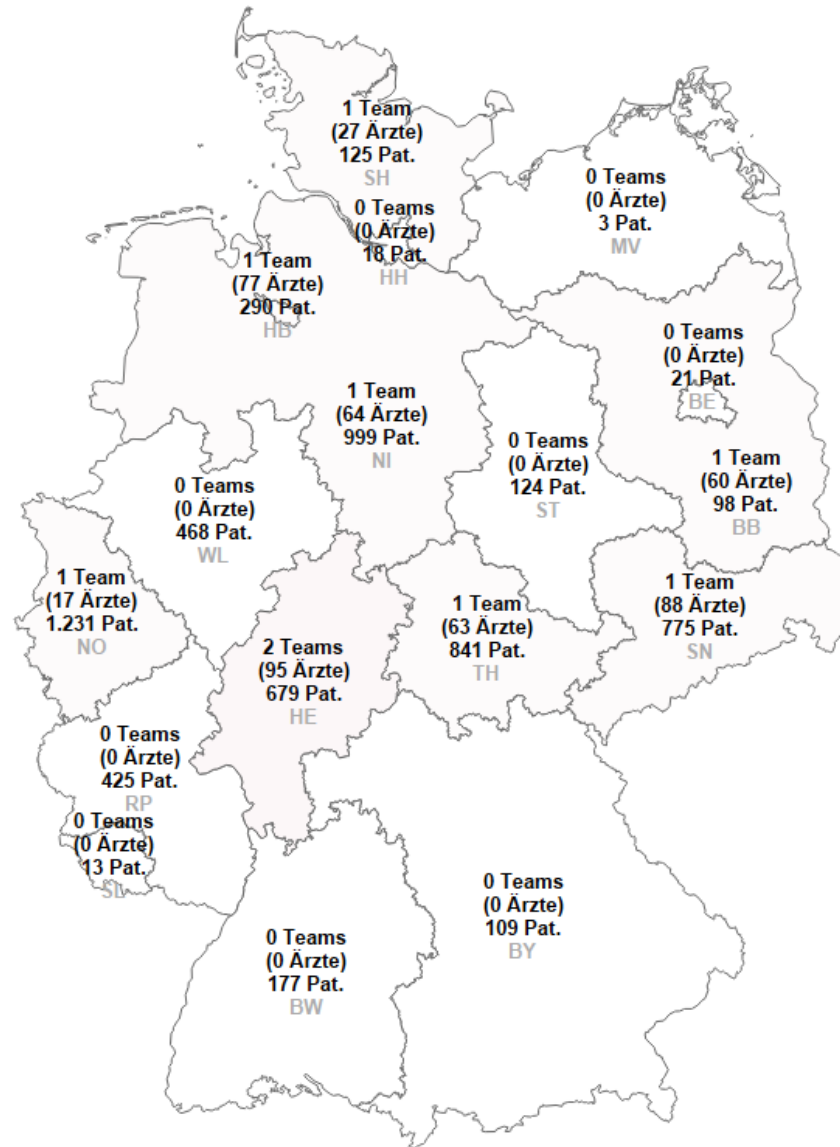 1 Team
(27 Ärzte)
125 Pat.
SH
0 Teams
(0 Ärzte)
3 Pat.
MV
0 Teams
(0 Ärzte)
18 Pat.
HH
1 Team
(77 Ärzte)
290 Pat.
HB
0 Teams
(0 Ärzte)
21 Pat.
BE
1 Team
(64 Ärzte)
999 Pat.
NI
0 Teams
(0 Ärzte)
124 Pat.
ST
1 Team
(60 Ärzte)
98 Pat.
BB
0 Teams
(0 Ärzte)
468 Pat.
WL
1 Team
(17 Ärzte)
1.231 Pat.
NO
2 Teams
(95 Ärzte)
679 Pat.
HE
1 Team
(63 Ärzte)
841 Pat.
TH
1 Team
(88 Ärzte)
775 Pat.
SN
0 Teams
(0 Ärzte)
425 Pat.
RP
0 Teams
(0 Ärzte)
13 Pat.
SL
0 Teams
(0 Ärzte)
109 Pat.
BY
0 Teams
(0 Ärzte)
177 Pat.
BW